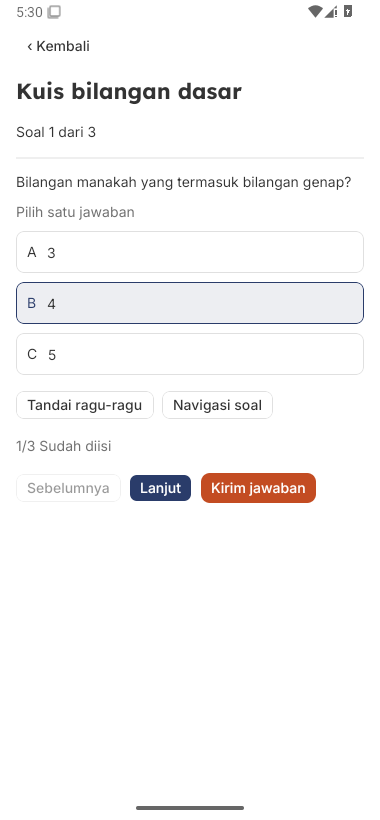 5:30
‹ Kembali
Kuis bilangan dasar
Soal 1 dari 3
Bilangan manakah yang termasuk bilangan genap?
Pilih satu jawaban
A 3
B 4
C 5
Tandai ragu-ragu Navigasi soal
1/3 Sudah diisi
Sebelumnya Lanjut Kirim jawaban